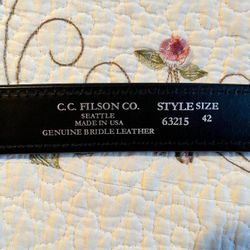 C.C. FILSON CO.
SEATTLE
MADE IN USA
GENUINE BRIDLE LEATHER
STYLE SIZE
63215 42